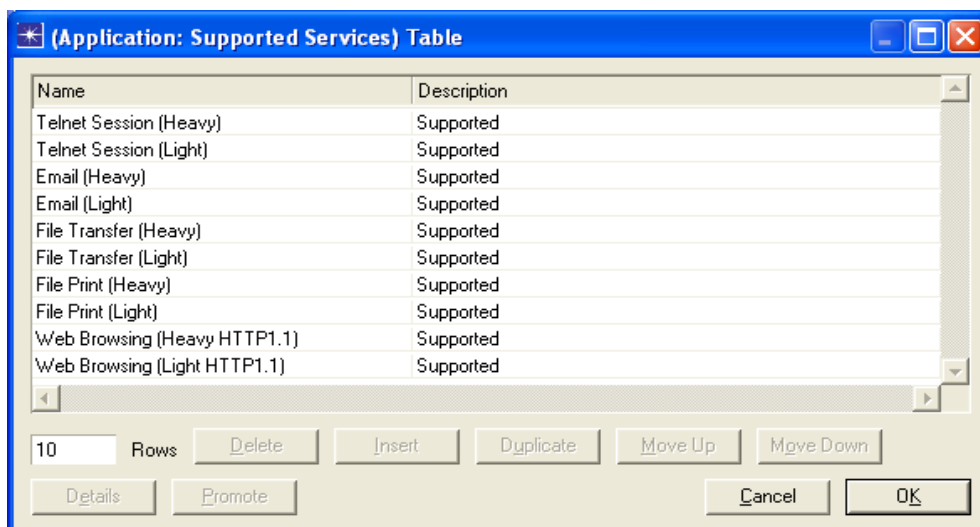 (Application: Supported Services) Table
Name Description
Telnet Session (Heavy) Supported
Telnet Session (Light) Supported
Email (Heavy) Supported
Email (Light) Supported
File Transfer (Heavy) Supported
File Transfer (Light) Supported
File Print (Heavy) Supported
File Print (Light) Supported
Web Browsing (Heavy HTTP1.1) Supported
Web Browsing (Light HTTP1.1) Supported
10 Rows Delete Insert Duplicate Move Up Move Down
Details Promote Cancel OK